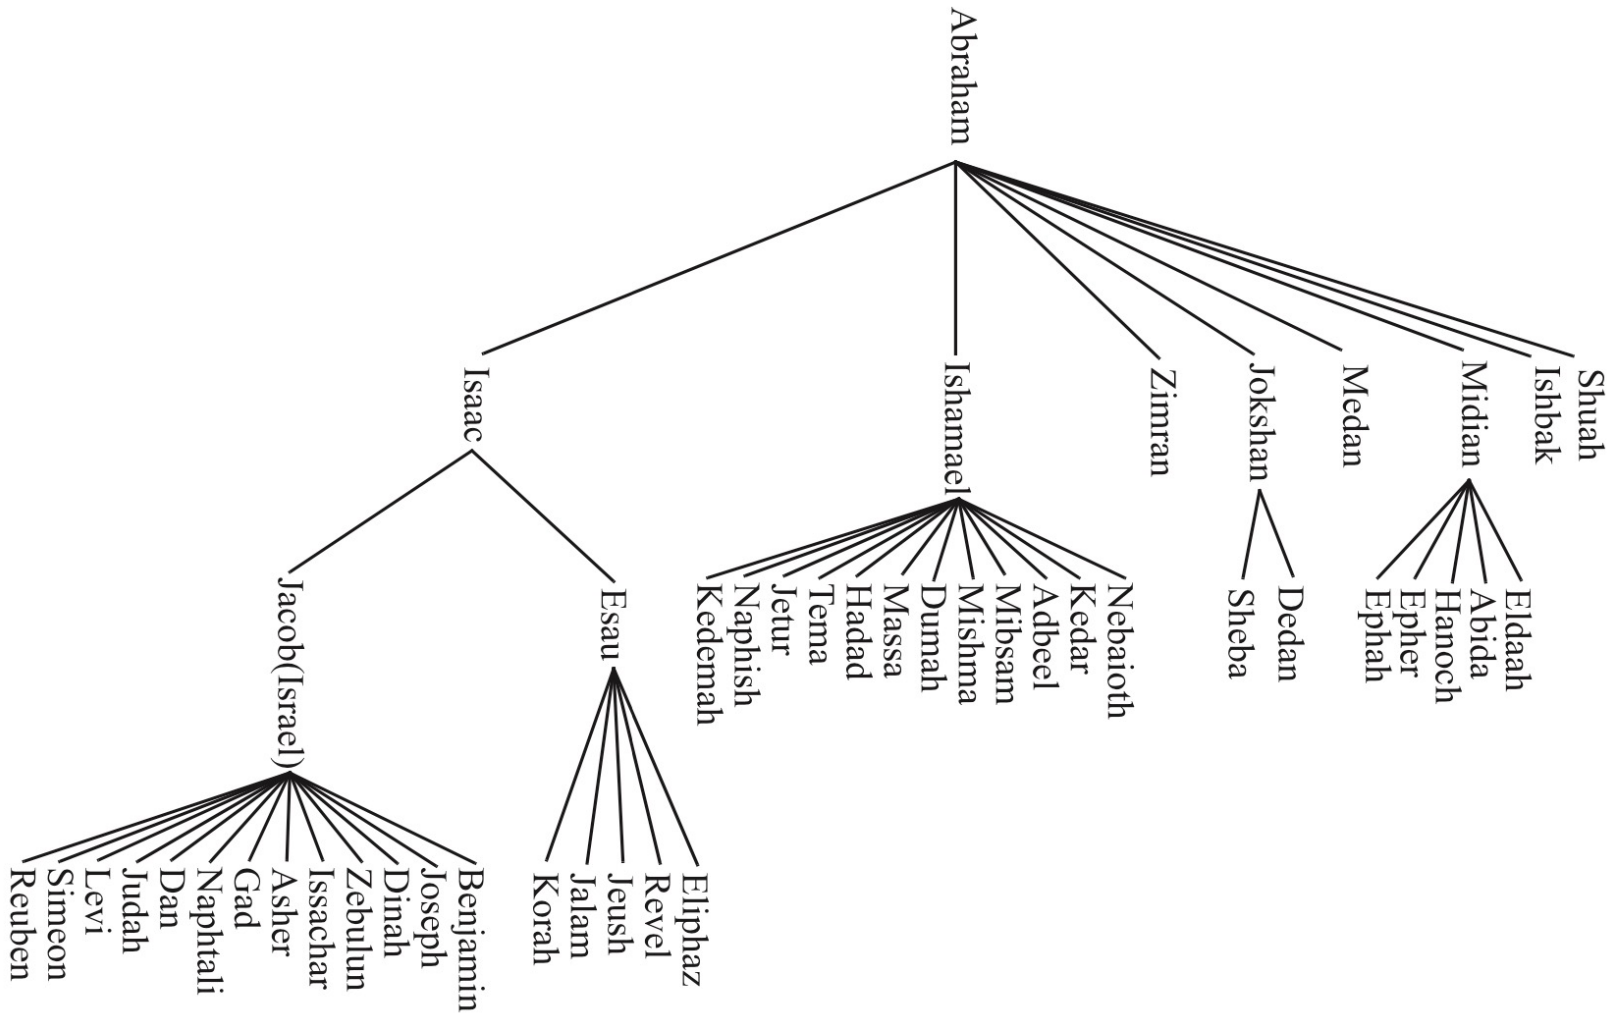 Abraham
Isaac
Ishamael
Zimran
Jokshan
Medan
Midian
Ishbak
Shuah
Jacob(Israel)
Esau
Kedemah
Naphish
Jetur
Tema
Hadad
Massa
Dumah
Mishma
Mibsam
Adbeel
Kedar
Nebaioth
Sheba
Dedan
Ephah
Epher
Hanoch
Abida
Eldaah
Reuben
Simeon
Levi
Judah
Dan
Naphtali
Gad
Asher
Issachar
Zebulun
Dinah
Joseph
Benjamin
Korah
Jalam
Jeush
Revel
Eliphaz